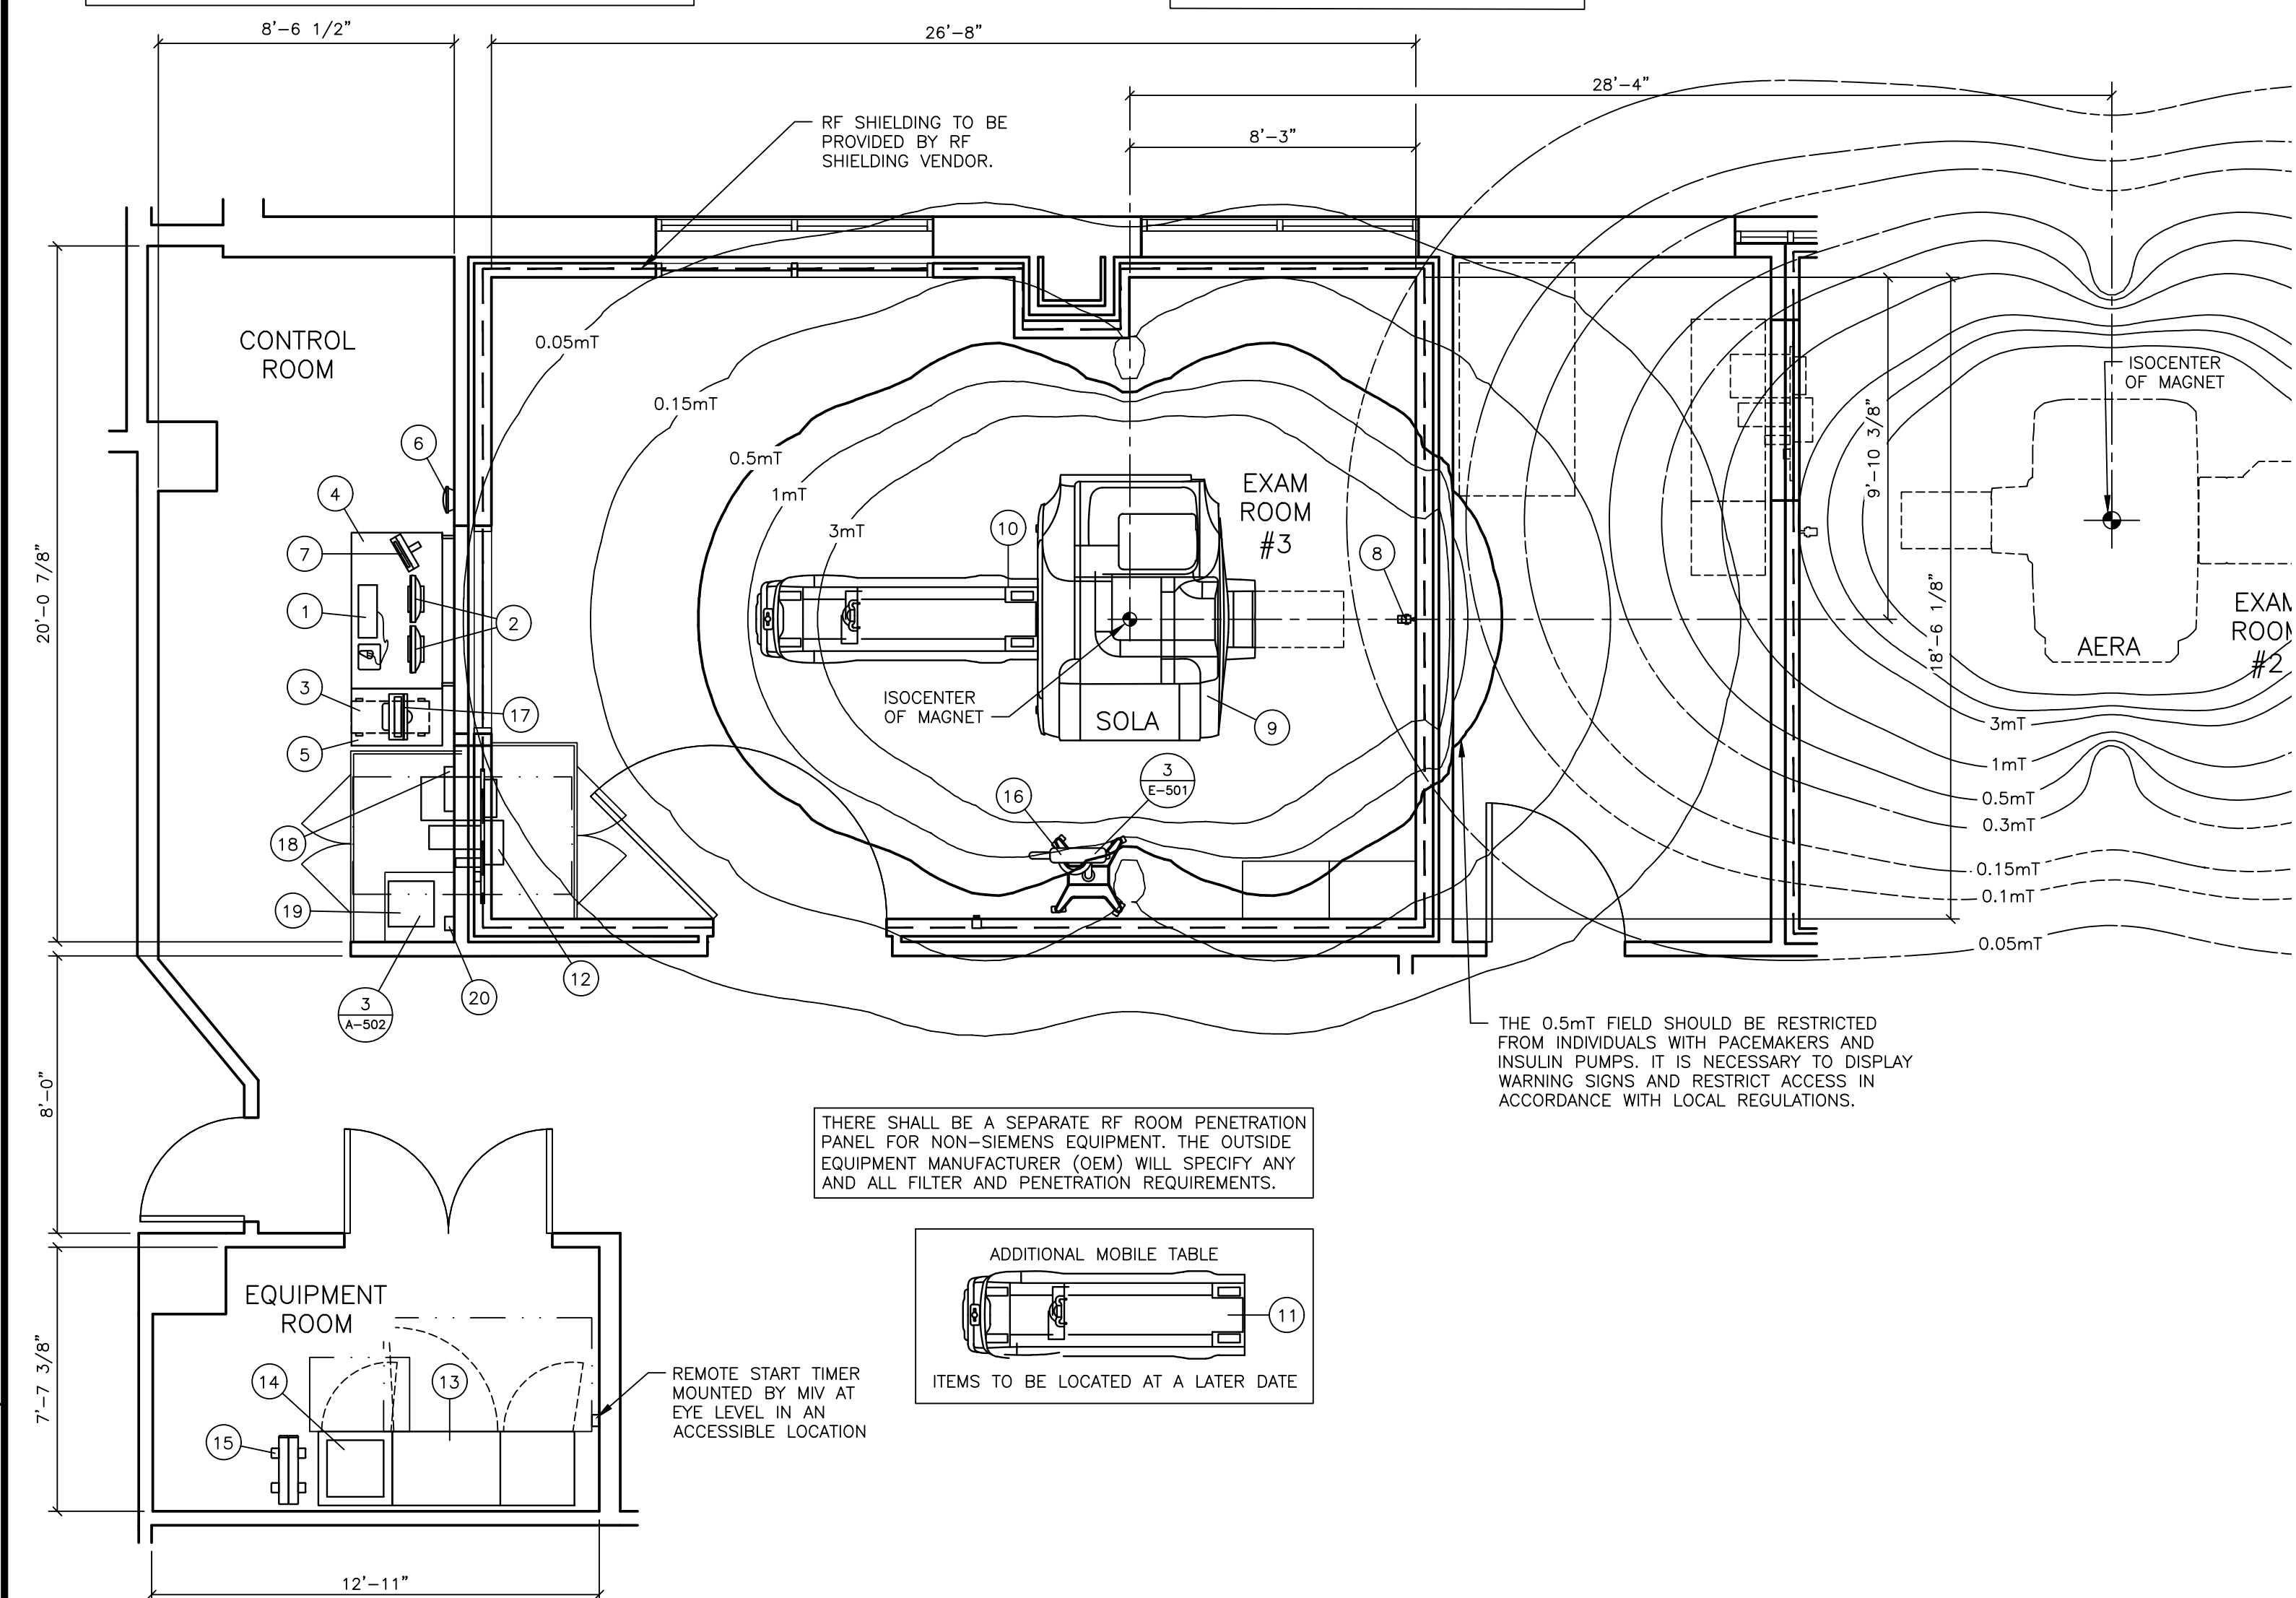 8'-6 1/2"
26'-8"
28'-4"
8'-3"
RF SHIELDING TO BE
PROVIDED BY RF
SHIELDING VENDOR.
CONTROL
ROOM
0.05mT
0.15mT
0.5mT
1mT
3mT
EXAM
ROOM
#3
ISOCENTER
OF MAGNET
SOLA
ISOCENTER
OF MAGNET
AERA
EXAM
ROOM
#2
9'-10 3/8"
18'-6 1/8"
20'-0 7/8"
6
4
7
1
2
3
17
5
18
19
20
12
10
8
9
16
3
E-501
3
A-502
3mT
1mT
0.5mT
0.3mT
0.15mT
0.1mT
0.05mT
THE 0.5mT FIELD SHOULD BE RESTRICTED
FROM INDIVIDUALS WITH PACEMAKERS AND
INSULIN PUMPS. IT IS NECESSARY TO DISPLAY
WARNING SIGNS AND RESTRICT ACCESS IN
ACCORDANCE WITH LOCAL REGULATIONS.
8'-0"
THERE SHALL BE A SEPARATE RF ROOM PENETRATION
PANEL FOR NON-SIEMENS EQUIPMENT. THE OUTSIDE
EQUIPMENT MANUFACTURER (OEM) WILL SPECIFY ANY
AND ALL FILTER AND PENETRATION REQUIREMENTS.
ADDITIONAL MOBILE TABLE
11
ITEMS TO BE LOCATED AT A LATER DATE
EQUIPMENT
ROOM
7'-7 3/8"
14
13
15
REMOTE START TIMER
MOUNTED BY MIV AT
EYE LEVEL IN AN
ACCESSIBLE LOCATION
12'-11"